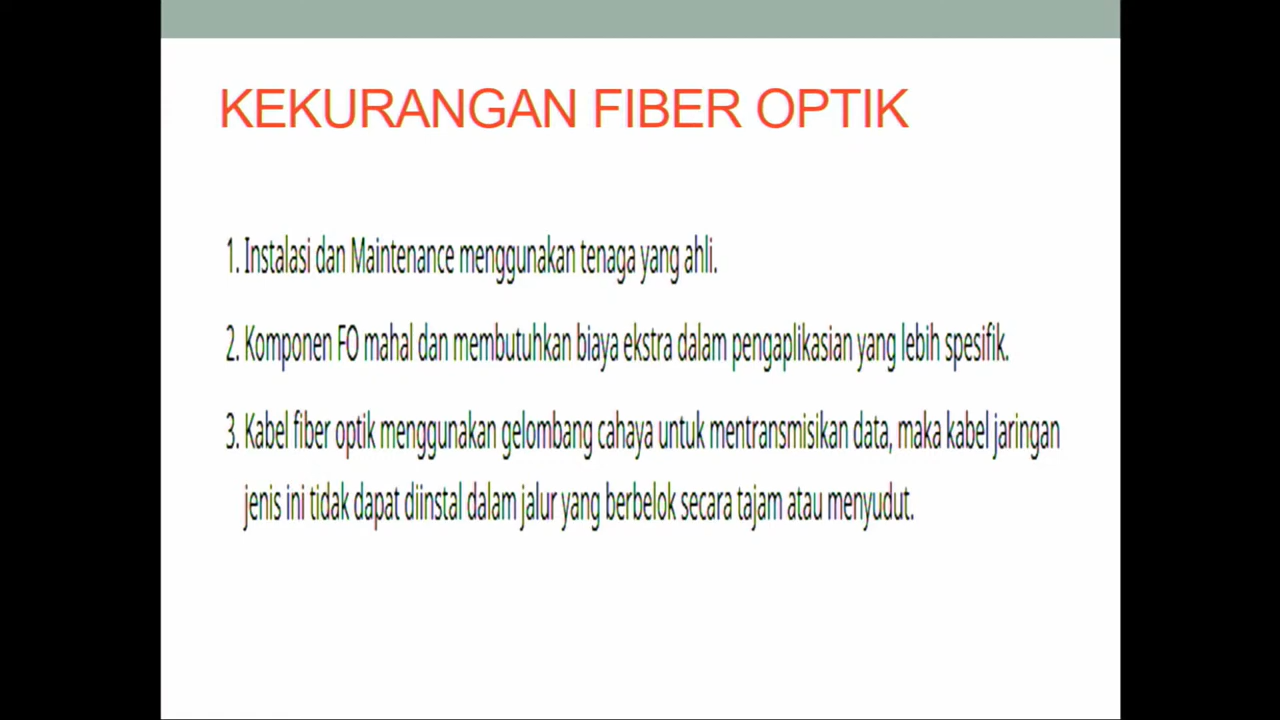 KEKURANGAN FIBER OPTIK
1. Instalasi dan Maintenance menggunakan tenaga yang ahli.
2. Komponen FO mahal dan membutuhkan biaya ekstra dalam pengaplikasian yang lebih spesifik.
3. Kabel fiber optik menggunakan gelombang cahaya untuk mentransmisikan data, maka kabel jaringan
jenis ini tidak dapat diinstal dalam jalur yang berbelok secara tajam atau menyudut.